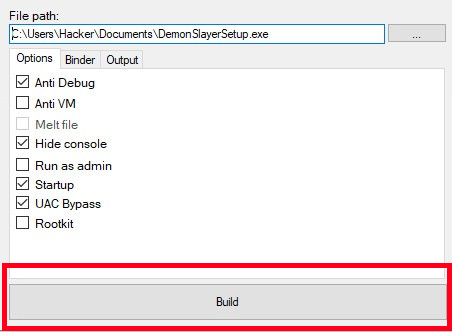 File path:
C:\Users\Hacker\Documents\DemonSlayerSetup.exe
...
Options Binder Output
Anti Debug
Anti VM
Melt file
Hide console
Run as admin
Startup
UAC Bypass
Rootkit
Build